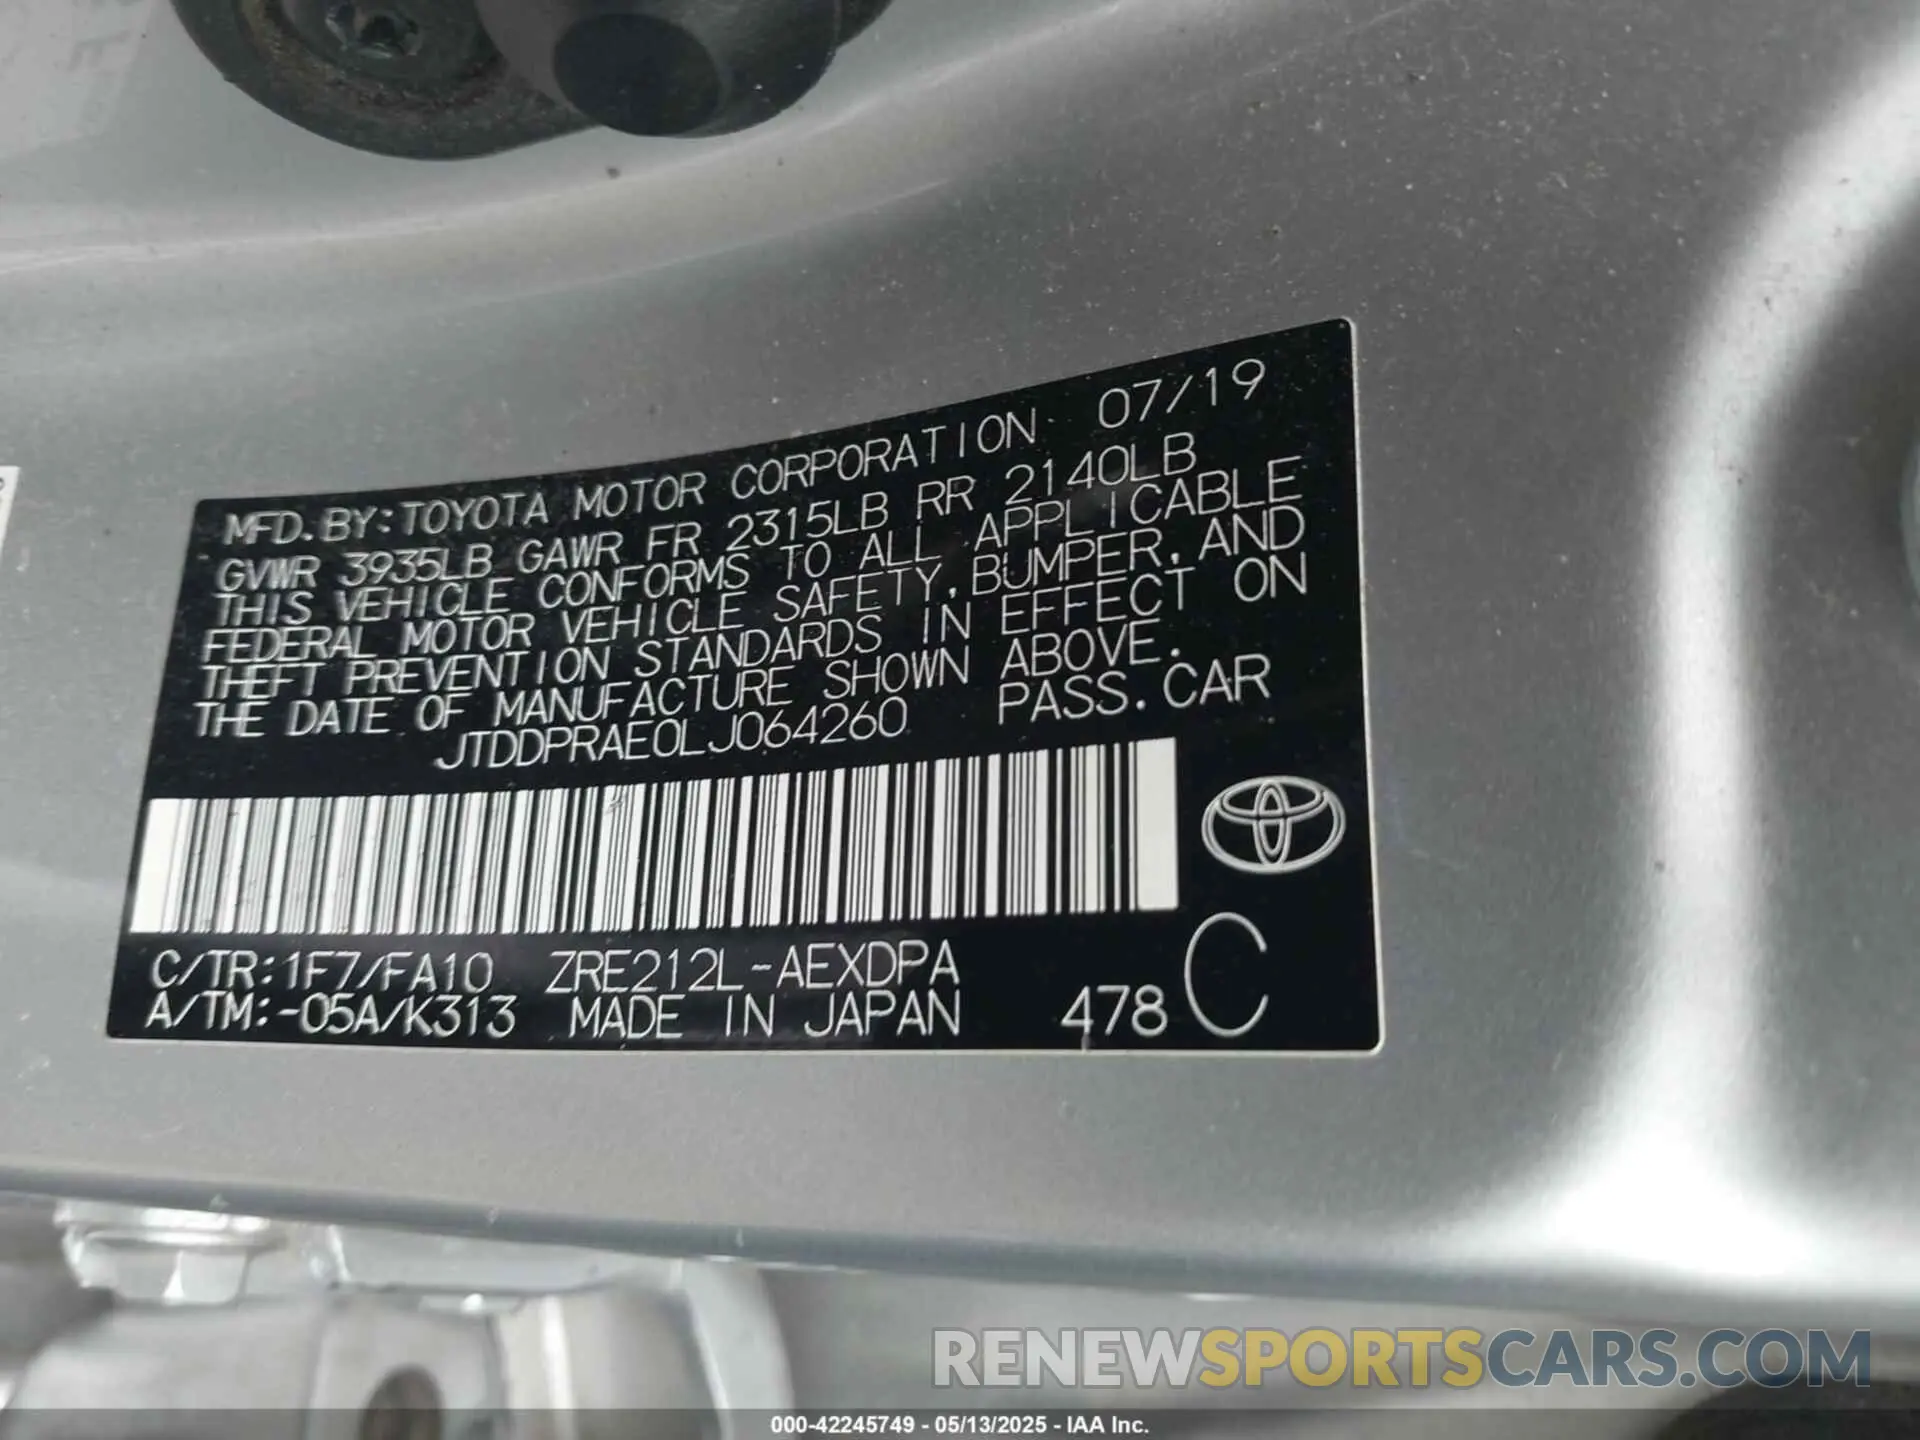 MFD.BY:TOYOTA MOTOR CORPORATION 07/19
GVWR 3935LB GAWR FR 2315LB RR 2140LB
THIS VEHICLE CONFORMS TO ALL APPLICABLE
FEDERAL MOTOR VEHICLE SAFETY,BUMPER,AND
THEFT PREVENTION STANDARDS IN EFFECT ON
THE DATE OF MANUFACTURE SHOWN ABOVE.
JTDDPRAE0LJ064260 PASS.CAR
C/TR:1F7/FA10 ZRE212L-AEXDPA
A/TM:-05A/K313 MADE IN JAPAN 478 C
RENEWSPORTSCARS.COM
000-42245749 - 05/13/2025 - IAA Inc.